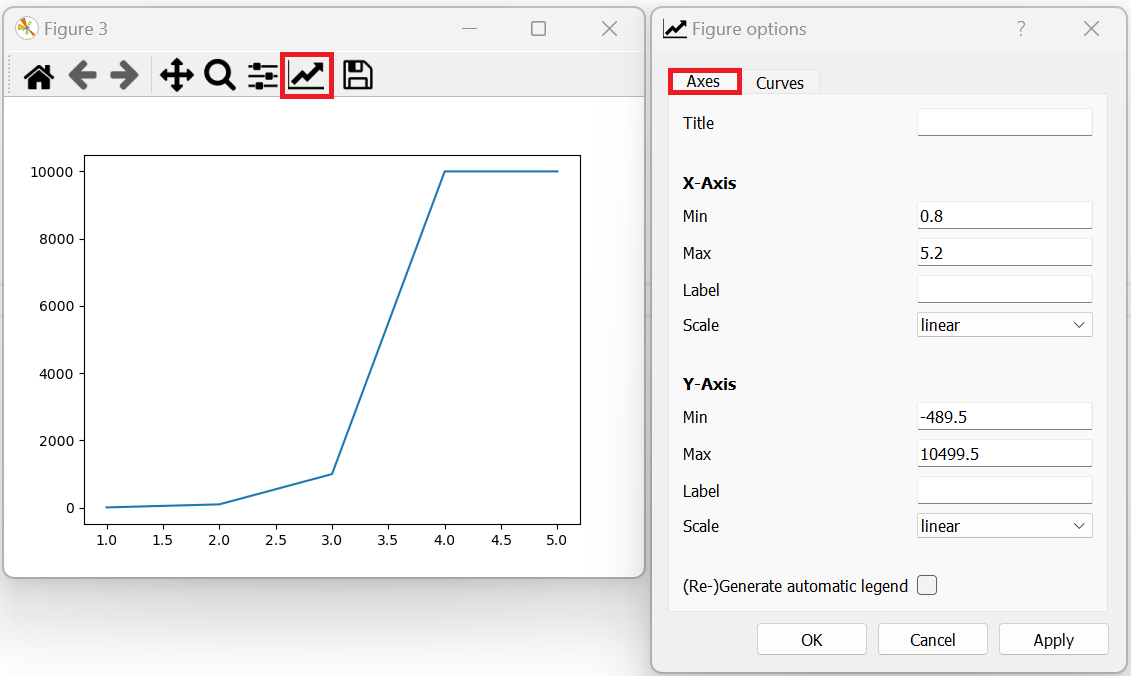 Figure 3
10000
8000
6000
4000
2000
0
1.0 1.5 2.0 2.5 3.0 3.5 4.0 4.5 5.0
Figure options
?
Axes Curves
Title
X-Axis
Min 0.8
Max 5.2
Label
Scale linear
Y-Axis
Min -489.5
Max 10499.5
Label
Scale linear
(Re-)Generate automatic legend
OK Cancel Apply